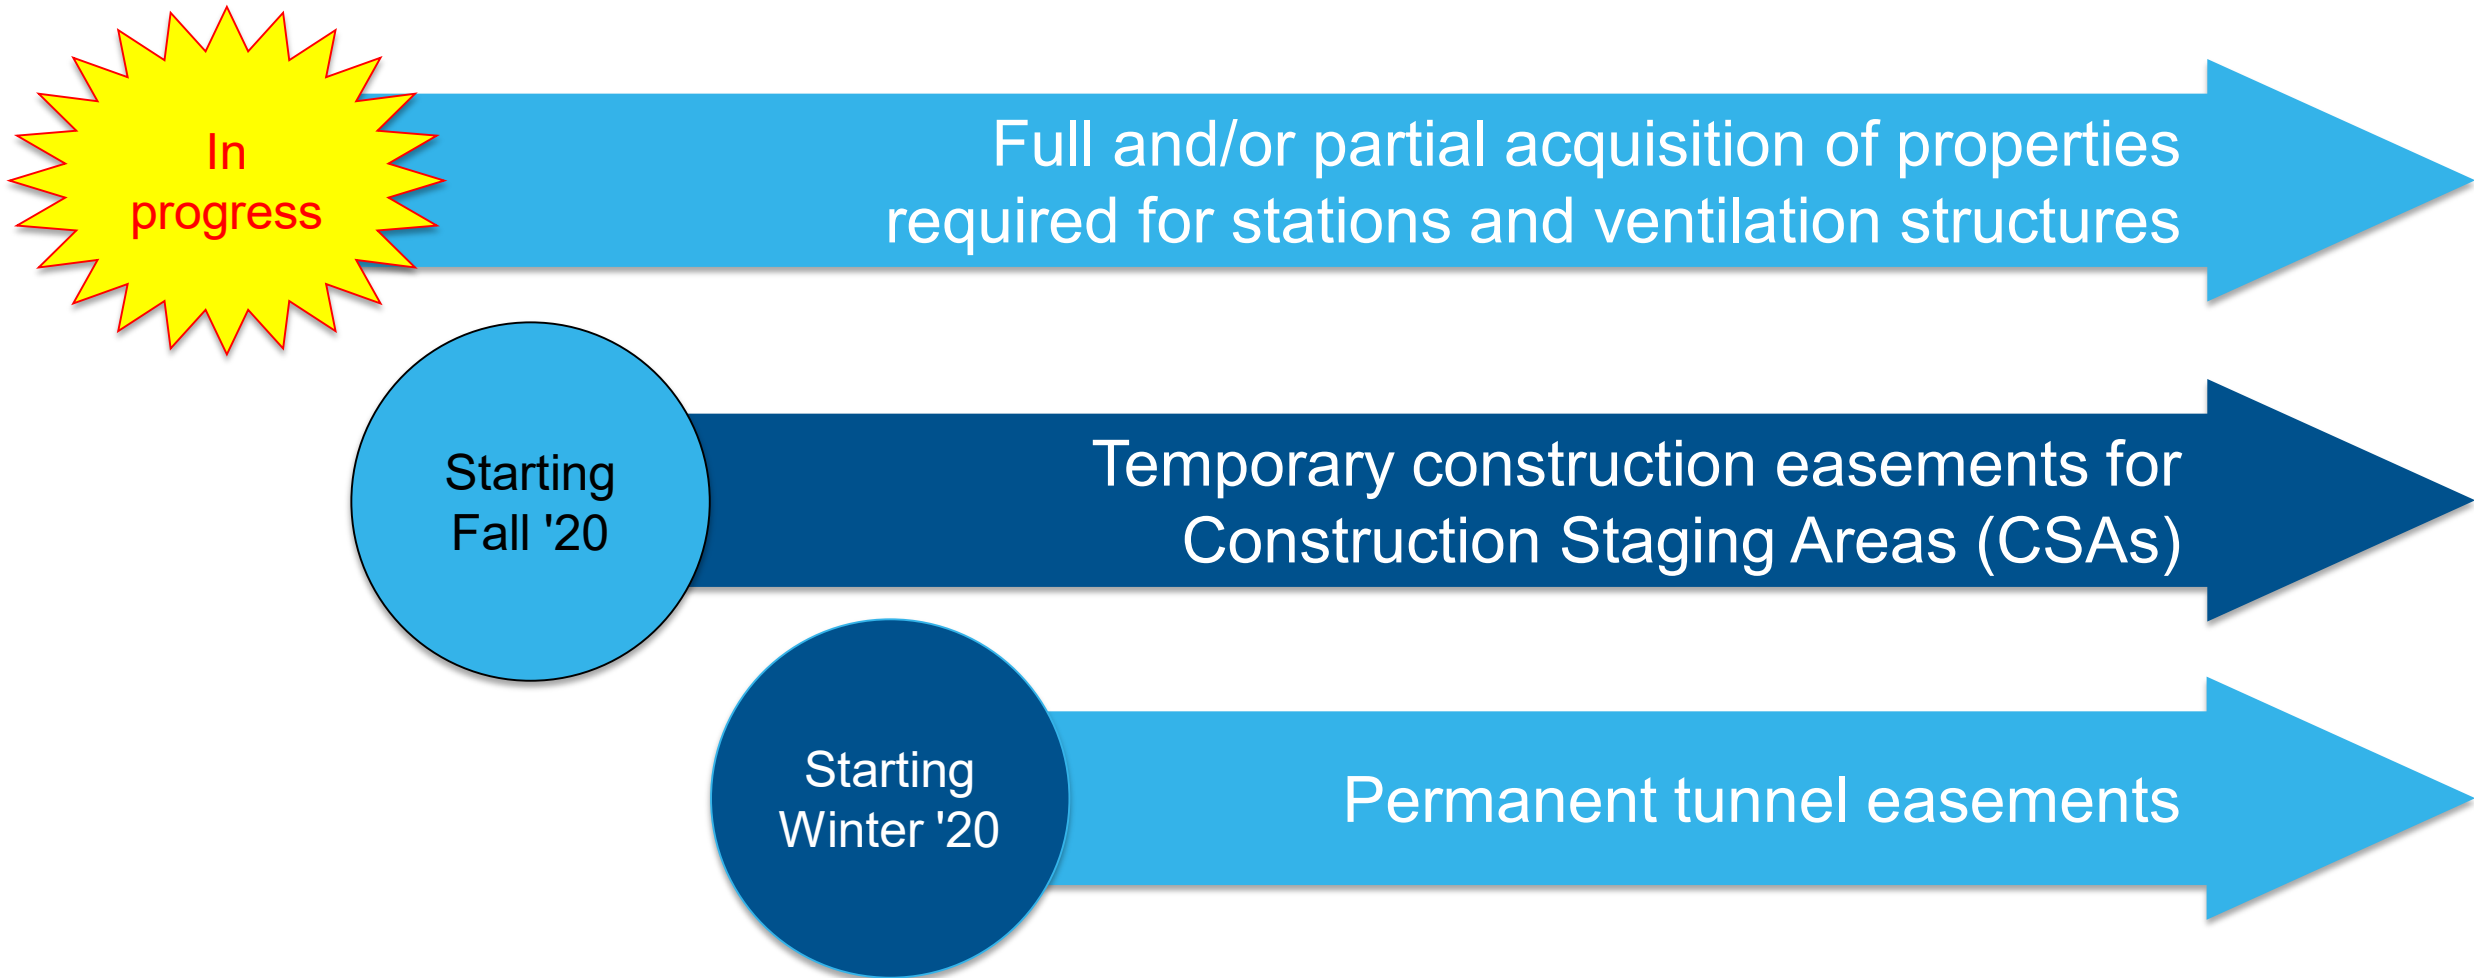 In
progress
Full and/or partial acquisition of properties
required for stations and ventilation structures
Starting
Fall '20
Temporary construction easements for
Construction Staging Areas (CSAs)
Starting
Winter '20
Permanent tunnel easements